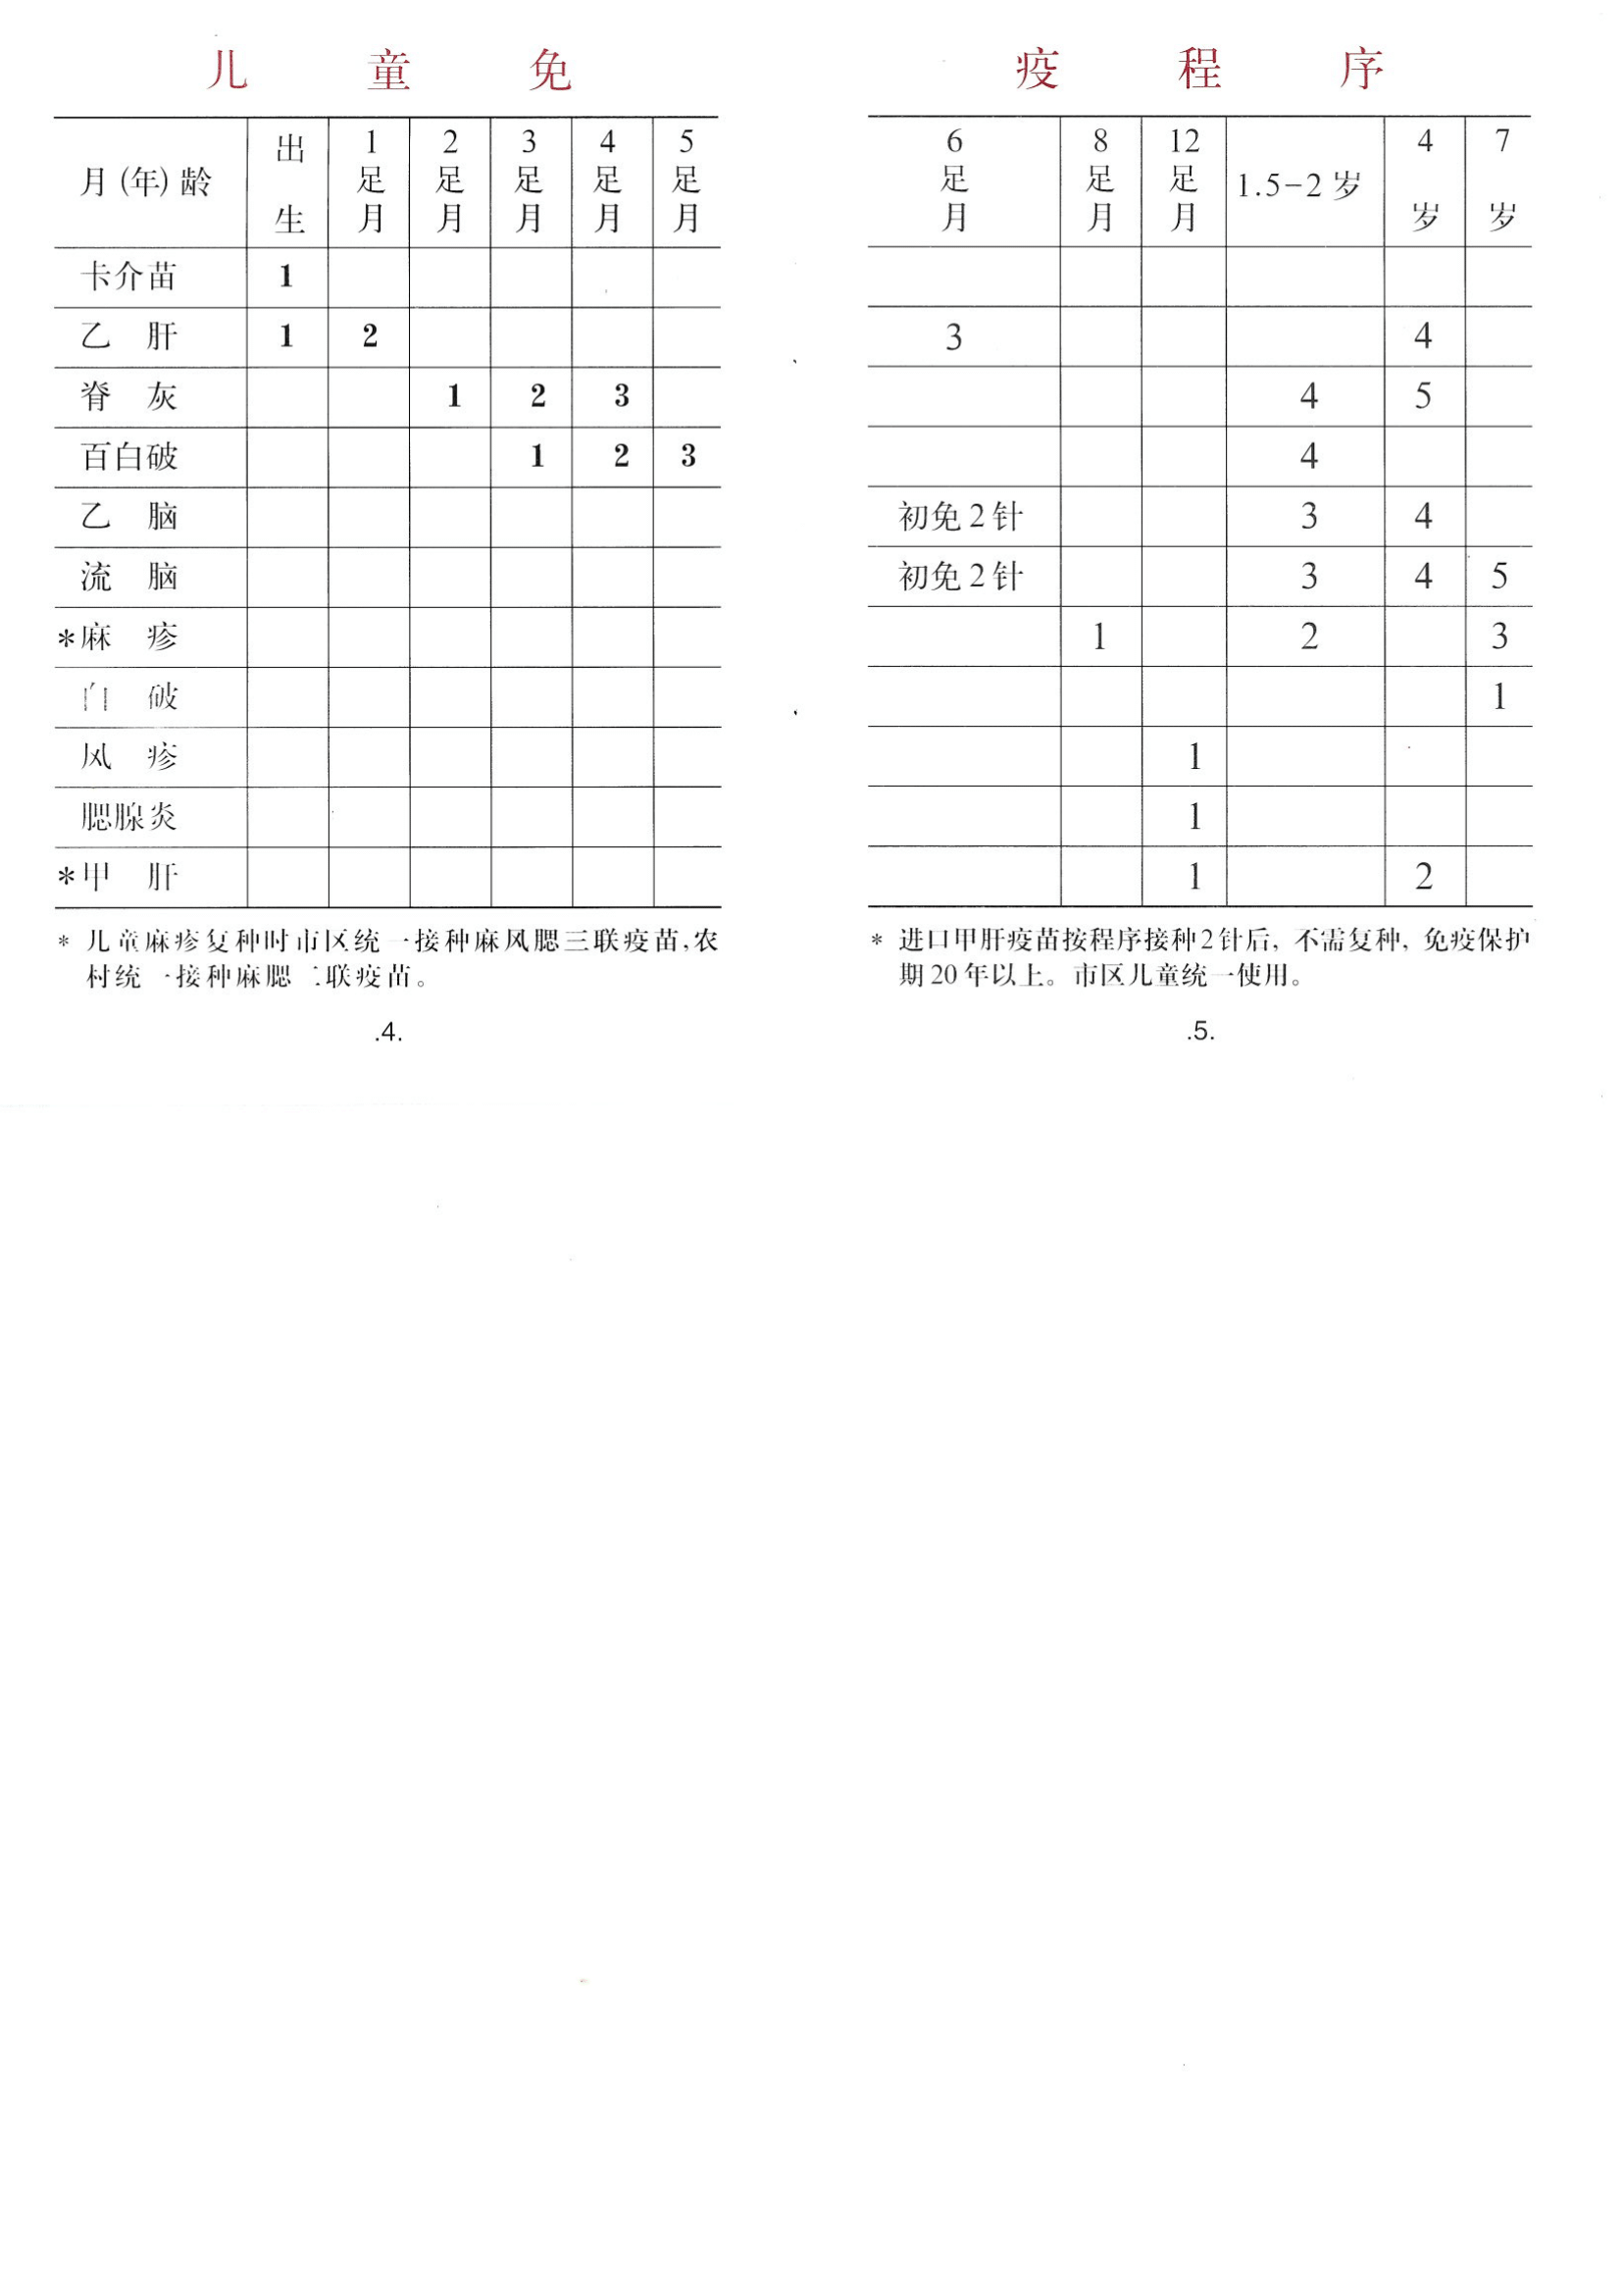 儿 童 免 疫 程 序
月(年)龄 出生 1足月 2足月 3足月 4足月 5足月 6足月 8足月 12足月 1.5-2岁 4岁 7岁
卡介苗 1
乙肝 1 2 3 4
脊灰 1 2 3 4 5
百白破 1 2 3 4
乙脑 初免2针 3 4
流脑 初免2针 3 4 5
*麻疹 1 2 3
白破 1
风疹 1
腮腺炎 1
*甲肝 1 2
* 儿童麻疹复种时市区统一接种麻风腮三联疫苗,农
村统一接种麻腮二联疫苗。
.4.
* 进口甲肝疫苗按程序接种2针后, 不需复种, 免疫保护
期20年以上。市区儿童统一使用。
.5.